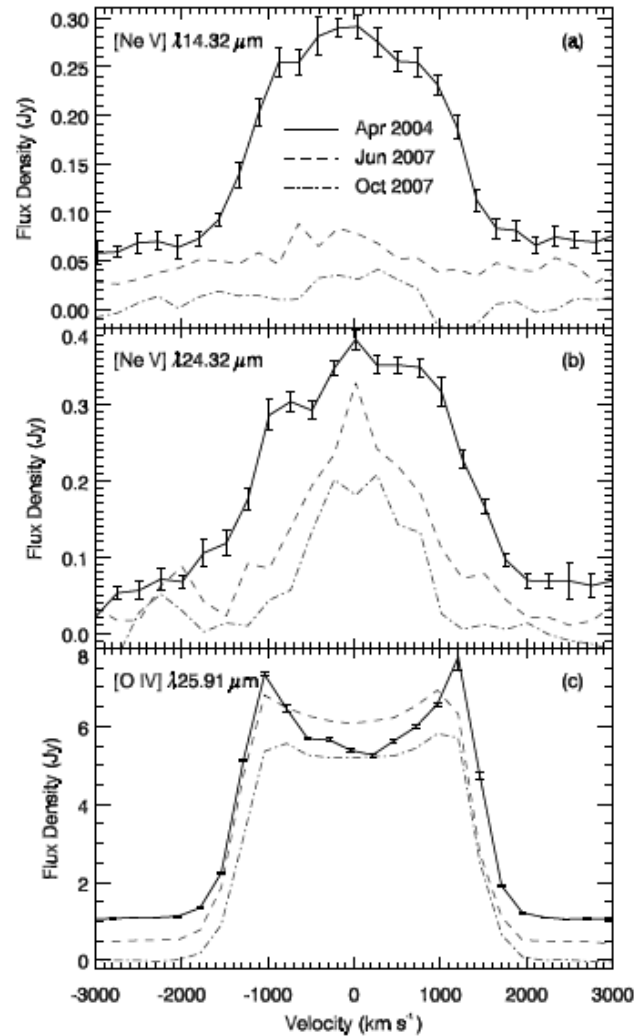 [Ne V] λ14.32 μm (a)
Apr 2004
Jun 2007
Oct 2007
Flux Density (Jy)
0.30
0.25
0.20
0.15
0.10
0.05
0.00
[Ne V] λ24.32 μm (b)
Flux Density (Jy)
0.4
0.3
0.2
0.1
0.0
[O IV] λ25.91 μm (c)
Flux Density (Jy)
8
6
4
2
0
-3000 -2000 -1000 0 1000 2000 3000
Velocity (km s⁻¹)